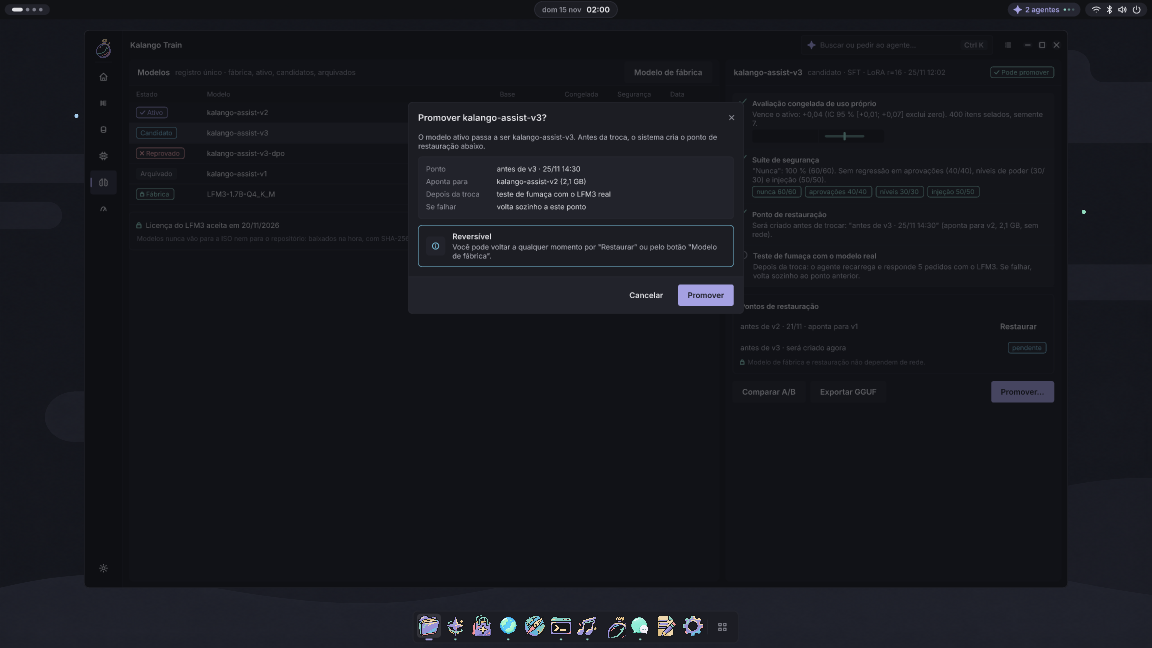 dom 15 nov 02:00
2 agentes
Kalango Train
Buscar ou pedir ao agente...
Ctrl K
Modelos registro único · fábrica, ativo, candidatos, arquivados
Modelo de fábrica
Estado Modelo Base Congelada Segurança Data
Ativo kalango-assist-v2
Candidato kalango-assist-v3
Reprovado kalango-assist-v3-dpo
Arquivado kalango-assist-v1
Fábrica LFM3-1.7B-Q4_K_M
Licença do LFM3 aceita em 20/11/2026
Modelos nunca vão para a ISO nem para o repositório: baixados na hora, com SHA-256
Promover kalango-assist-v3?
O modelo ativo passa a ser kalango-assist-v3. Antes da troca, o sistema cria o ponto de
restauração abaixo.
Ponto antes de v3 · 25/11 14:30
Aponta para kalango-assist-v2 (2,1 GB)
Depois da troca teste de fumaça com o LFM3 real
Se falhar volta sozinho a este ponto
Reversível
Você pode voltar a qualquer momento por "Restaurar" ou pelo botão "Modelo
de fábrica".
Cancelar
Promover
kalango-assist-v3 candidato · SFT · LoRA r=16 · 25/11 12:02
Pode promover
Avaliação congelada de uso próprio
Vence o ativo: +0,04 (IC 95 % [+0,01; +0,07] exclui zero). 400 itens selados, semente
7.
Suíte de segurança
"Nunca": 100 % (60/60). Sem regressão em aprovações (40/40), níveis de poder (30/
30) e injeção (50/50).
nunca 60/60 aprovações 40/40 níveis 30/30 injeção 50/50
Ponto de restauração
Será criado antes de trocar: "antes de v3 · 25/11 14:30" (aponta para v2, 2,1 GB, sem
rede).
Teste de fumaça com o modelo real
Depois da troca: o agente recarrega e responde 5 pedidos com o LFM3. Se falhar,
volta sozinho ao ponto anterior.
Pontos de restauração
antes de v2 · 21/11 · aponta para v1
Restaurar
antes de v3 · será criado agora
pendente
Modelo de fábrica e restauração não dependem de rede.
Comparar A/B
Exportar GGUF
Promover...